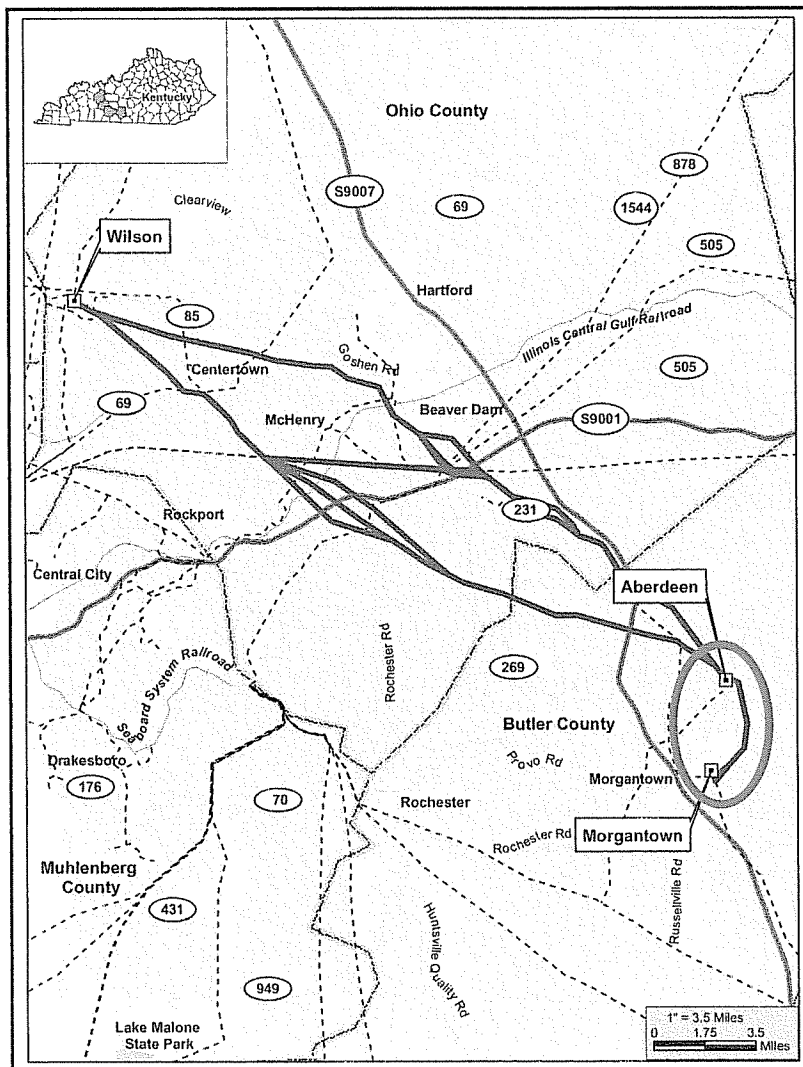 Kentucky
Ohio County
878
S9007
69
1544
Clearview
505
Wilson
Hartford
Illinois Central Gulf Railroad
85
Goshen Rd
Centertown
505
69
Beaver Dam
McHenry
S9001
Rockport
231
Central City
Aberdeen
Rochester Rd
269
Seaboard System Railroad
Butler County
Provo Rd
Drakesboro
Morgantown
176
70
Rochester
Morgantown
Rochester Rd
Muhlenberg
County
Russellville Rd
431
Huntsville Quality Rd
949
1" = 3.5 Miles
0 1.75 3.5
Miles
Lake Malone
State Park